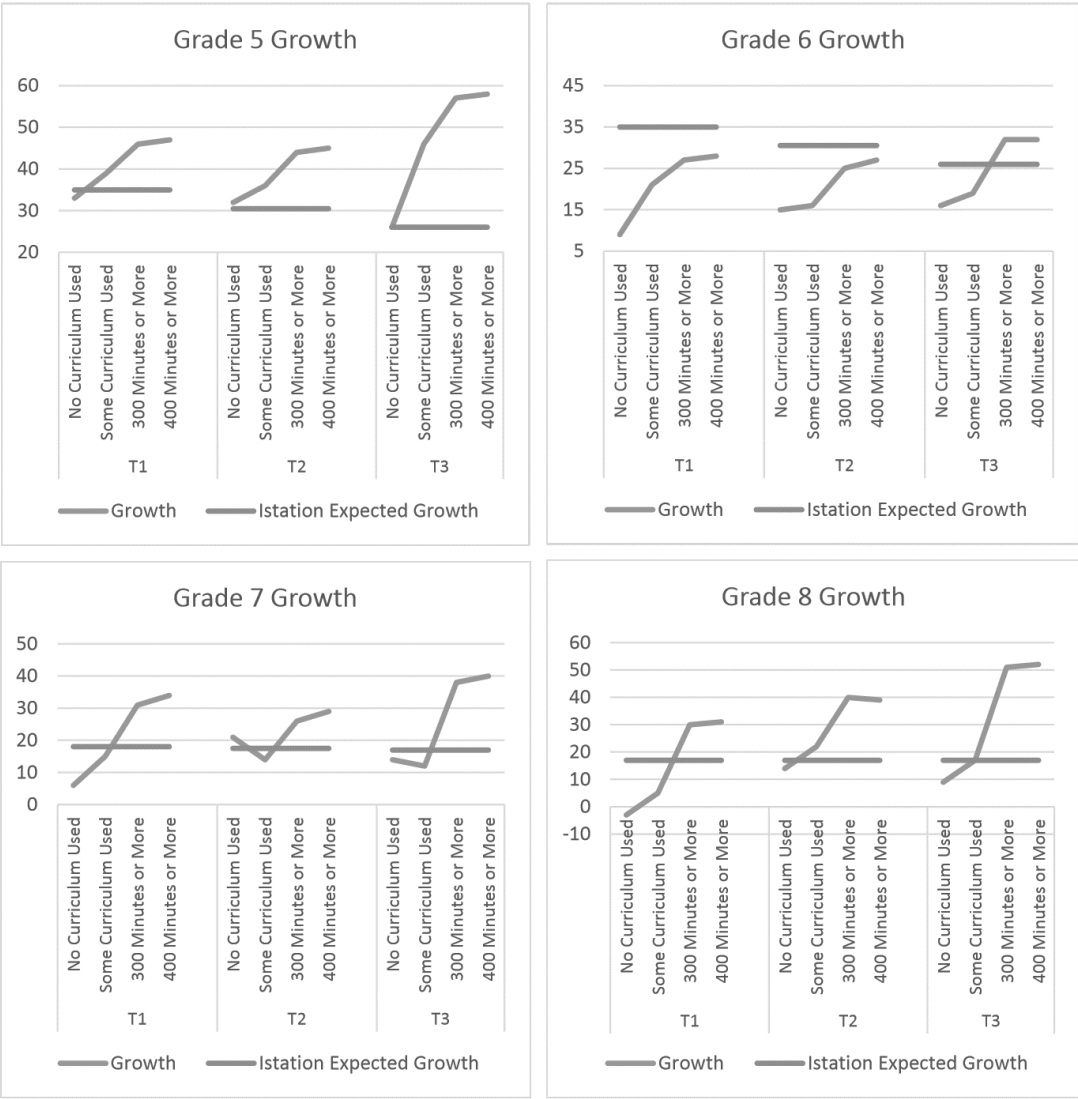 Grade 5 Growth
60
50
40
30
20
No Curriculum Used
Some Curriculum Used
300 Minutes or More
400 Minutes or More
No Curriculum Used
Some Curriculum Used
300 Minutes or More
400 Minutes or More
No Curriculum Used
Some Curriculum Used
300 Minutes or More
400 Minutes or More
T1 T2 T3
Growth Istation Expected Growth
Grade 6 Growth
45
35
25
15
5
No Curriculum Used
Some Curriculum Used
300 Minutes or More
400 Minutes or More
No Curriculum Used
Some Curriculum Used
300 Minutes or More
400 Minutes or More
No Curriculum Used
Some Curriculum Used
300 Minutes or More
400 Minutes or More
T1 T2 T3
Growth Istation Expected Growth
Grade 7 Growth
50
40
30
20
10
0
No Curriculum Used
Some Curriculum Used
300 Minutes or More
400 Minutes or More
No Curriculum Used
Some Curriculum Used
300 Minutes or More
400 Minutes or More
No Curriculum Used
Some Curriculum Used
300 Minutes or More
400 Minutes or More
T1 T2 T3
Growth Istation Expected Growth
Grade 8 Growth
60
50
40
30
20
10
0
-10
No Curriculum Used
Some Curriculum Used
300 Minutes or More
400 Minutes or More
No Curriculum Used
Some Curriculum Used
300 Minutes or More
400 Minutes or More
No Curriculum Used
Some Curriculum Used
300 Minutes or More
400 Minutes or More
T1 T2 T3
Growth Istation Expected Growth